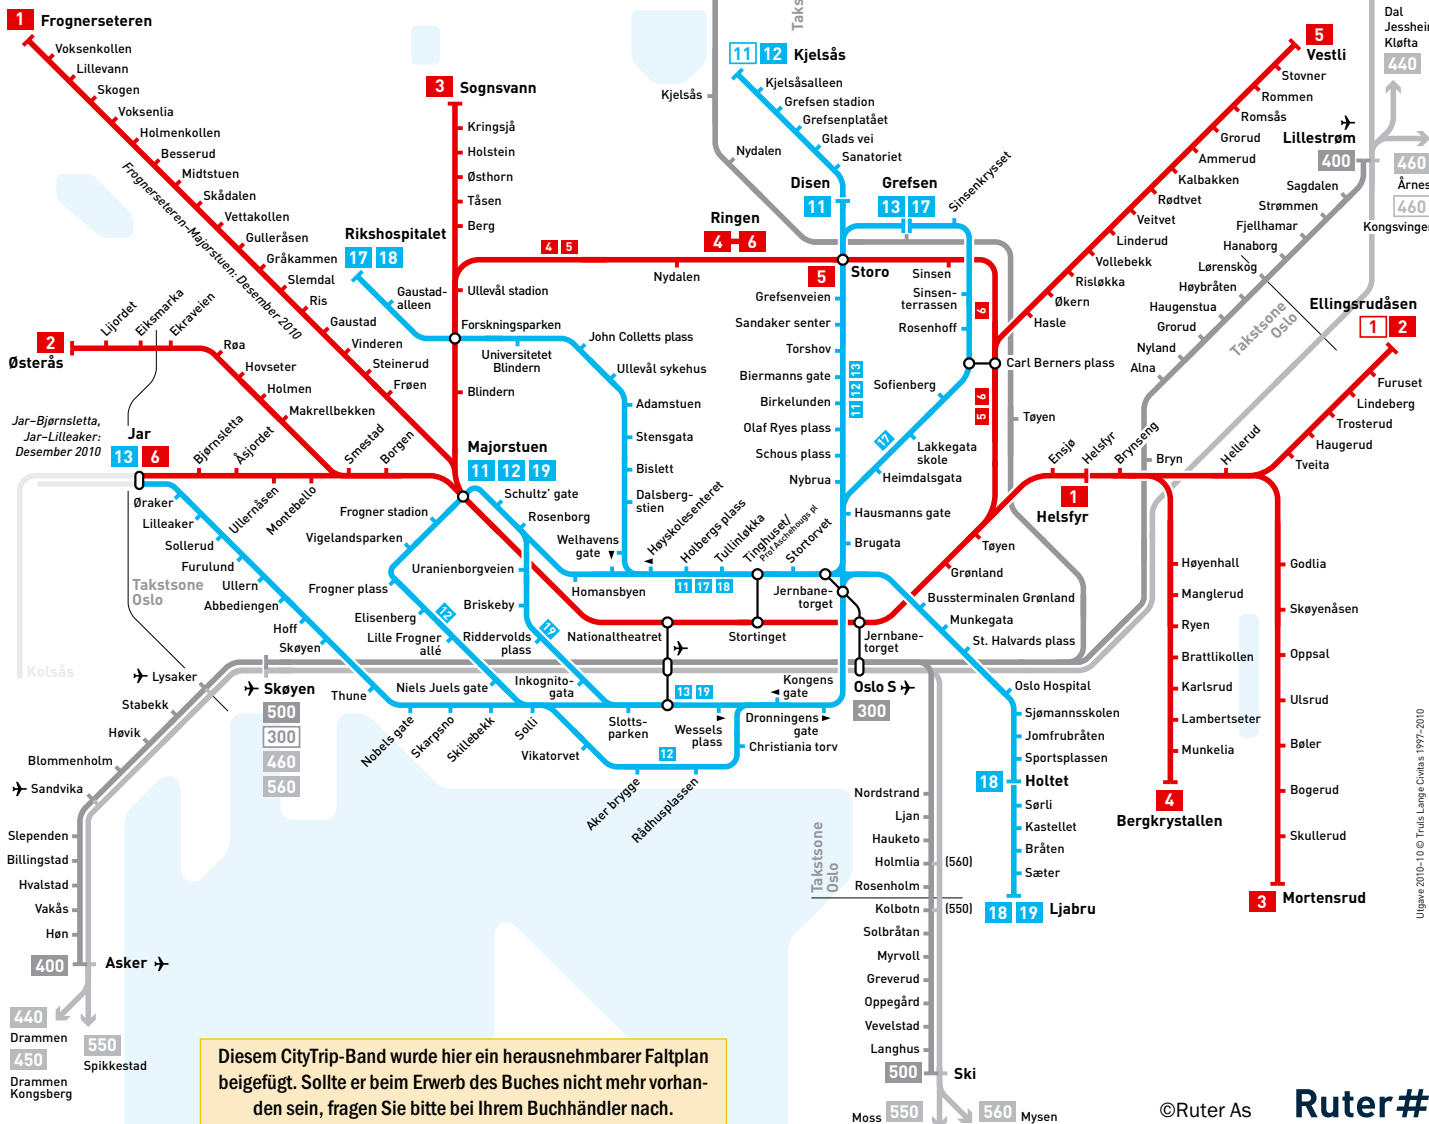 1 Frognerseteren
Voksenkollen
Lillevann
Skogen
Voksenlia
Holmenkollen
Besserud
Midtstuen
Skådalen
Vettakollen
Gulleråsen
Gråkammen
Slemdal
Ris
Gaustad
Vinderen
Steinerud
Frøen
Frognerseteren–Majorstuen: Desember 2010
3 Sognsvann
Kringsjå
Holstein
Østhorn
Tåsen
Berg
Ullevål stadion
Forskningsparken
Blindern
Rikshospitalet
17 18
Gaustad-
alleen
Universitetet
Blindern
John Colletts plass
Ullevål sykehus
Adamstuen
Stensgata
Bislett
Dalsberg-
stien
Welhavens
gate
Høyskolesenteret
Holbergs plass
Tullinløkka
Tinghuset/
Prof Aschehougs pl
Stortorvet
11 17 18
2
Østerås
Lijordet
Eiksmarka
Ekraveien
Røa
Hovseter
Holmen
Makrellbekken
Smestad
Borgen
Jar–Bjørnsletta,
Jar–Lilleaker:
Desember 2010
Jar
13 6
Bjørnsletta
Åsjordet
Ullernåsen
Montebello
Øraker
Lilleaker
Sollerud
Furulund
Ullern
Abbediengen
Hoff
Skøyen
Thune
Takstsone
Oslo
Kolsås
Majorstuen
11 12 19
Schultz’ gate
Rosenborg
Homansbyen
Frogner stadion
Vigelandsparken
Frogner plass
Elisenberg
12
Lille Frogner
allé
Niels Juels gate
Uranienborgveien
Briskeby
19
Riddervolds
plass
Inkognito-
gata
Nobels gate
Skarpsno
Skillebekk
Solli
Vikatorvet
Aker brygge
Rådhusplassen
12
Slotts-
parken
13 19
Wessels
plass
Kongens
gate
Dronningens
gate
Christiania torv
Nationaltheatret
Stortinget
Jernbane-
torget
Jernbane-
torget
Oslo S
300
Kjelsås
Nydalen
Taks
11 12 Kjelsås
Kjelsåsalleen
Grefsen stadion
Grefsenplatået
Glads vei
Sanatoriet
Disen
11
Grefsen
13 17
Sinsenkrysset
Ringen
4 6
4 5
Nydalen
5
Storo
Sinsen
Sinsen-
terrassen
Rosenhoff
6
Grefsenveien
Sandaker senter
Torshov
Biermanns gate
Birkelunden
Olaf Ryes plass
Schous plass
Nybrua
Hausmanns gate
Brugata
11 12 13
Sofienberg
17
Lakkegata
skole
Heimdalsgata
Carl Berners plass
5 6
Tøyen
Tøyen
Grønland
Bussterminalen Grønland
Munkegata
St. Halvards plass
Oslo Hospital
Sjømannsskolen
Jomfrubråten
Sportsplassen
18 Holtet
Sørli
Kastellet
Bråten
Sæter
18 19 Ljabru
5
Vestli
Stovner
Rommen
Romsås
Grorud
Ammerud
Kalbakken
Rødtvet
Veitvet
Linderud
Vollebekk
Risløkka
Økern
Hasle
Dal
Jessheim
Kløfta
440
Lillestrøm
400
460
Årnes
460
Kongsvinger
Sagdalen
Strømmen
Fjellhamar
Hanaborg
Lørenskog
Høybråten
Haugenstua
Grorud
Nyland
Alna
Bryn
Takstsone
Oslo
Ellingsrudåsen
1 2
Furuset
Lindeberg
Trosterud
Haugerud
Tveita
Hellerud
Brynseng
Helsfyr
Ensjø
1
Helsfyr
Høyenhall
Manglerud
Ryen
Brattlikollen
Karlsrud
Lambertseter
Munkelia
4
Bergkrystallen
Godlia
Skøyenåsen
Oppsal
Ulsrud
Bøler
Bogerud
Skullerud
3 Mortensrud
Lysaker
Stabekk
Høvik
Blommenholm
Sandvika
Slependen
Billingstad
Hvalstad
Vakås
Høn
400 Asker
440
Drammen
450
Drammen
Kongsberg
550
Spikkestad
Skøyen
500
300
460
560
Nordstrand
Ljan
Hauketo
Holmlia (560)
Rosenholm
Kolbotn (550)
Solbråtan
Myrvoll
Greverud
Oppegård
Vevelstad
Langhus
500 Ski
Moss 550
560 Mysen
Takstsone
Oslo
Diesem CityTrip-Band wurde hier ein herausnehmbarer Faltplan
beigefügt. Sollte er beim Erwerb des Buches nicht mehr vorhan-
den sein, fragen Sie bitte bei Ihrem Buchhändler nach.
Utgave 2010–10 © Truls Lange Civitas 1997–2010
©Ruter As
Ruter#